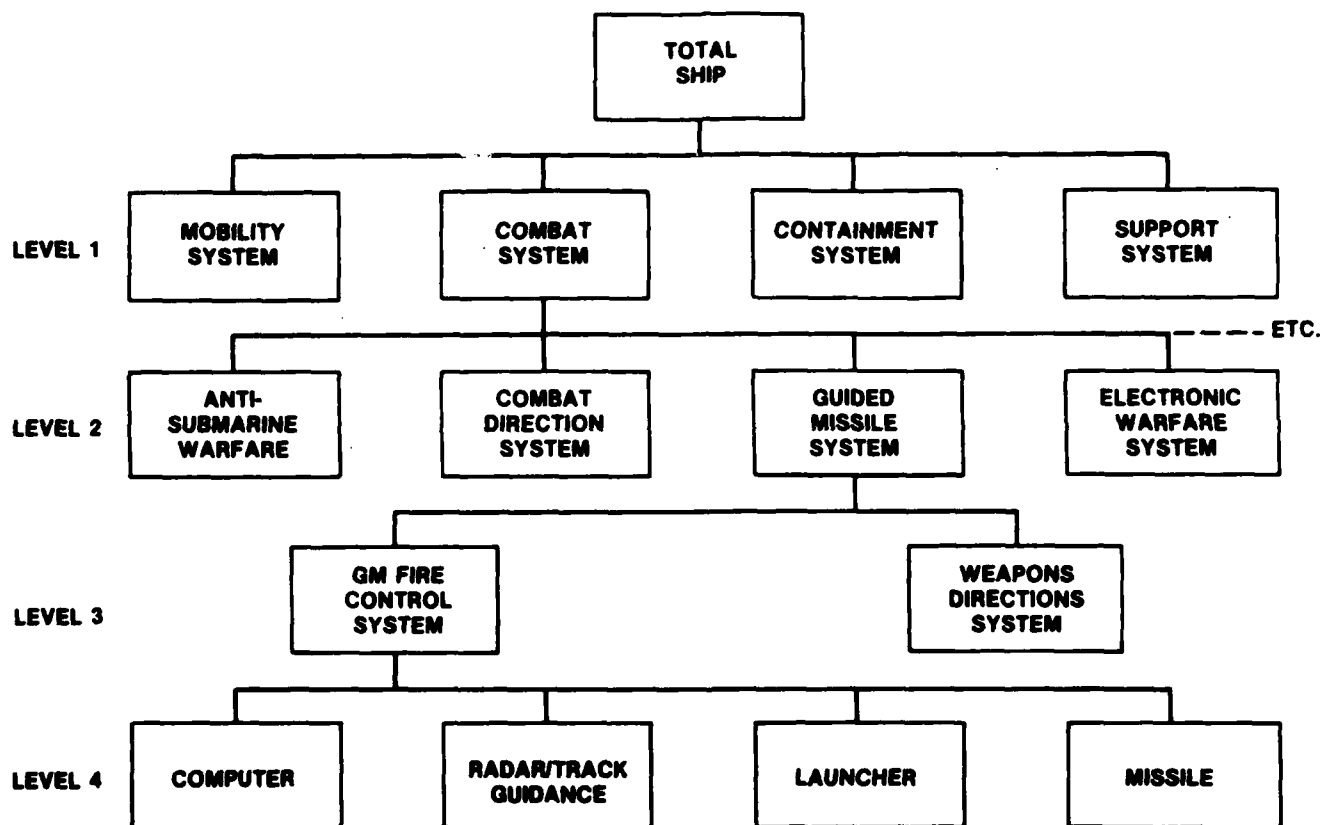 TOTAL
SHIP
LEVEL 1
MOBILITY
SYSTEM
COMBAT
SYSTEM
CONTAINMENT
SYSTEM
SUPPORT
SYSTEM
ETC.
LEVEL 2
ANTI-
SUBMARINE
WARFARE
COMBAT
DIRECTION
SYSTEM
GUIDED
MISSILE
SYSTEM
ELECTRONIC
WARFARE
SYSTEM
LEVEL 3
GM FIRE
CONTROL
SYSTEM
WEAPONS
DIRECTIONS
SYSTEM
LEVEL 4
COMPUTER
RADAR/TRACK
GUIDANCE
LAUNCHER
MISSILE